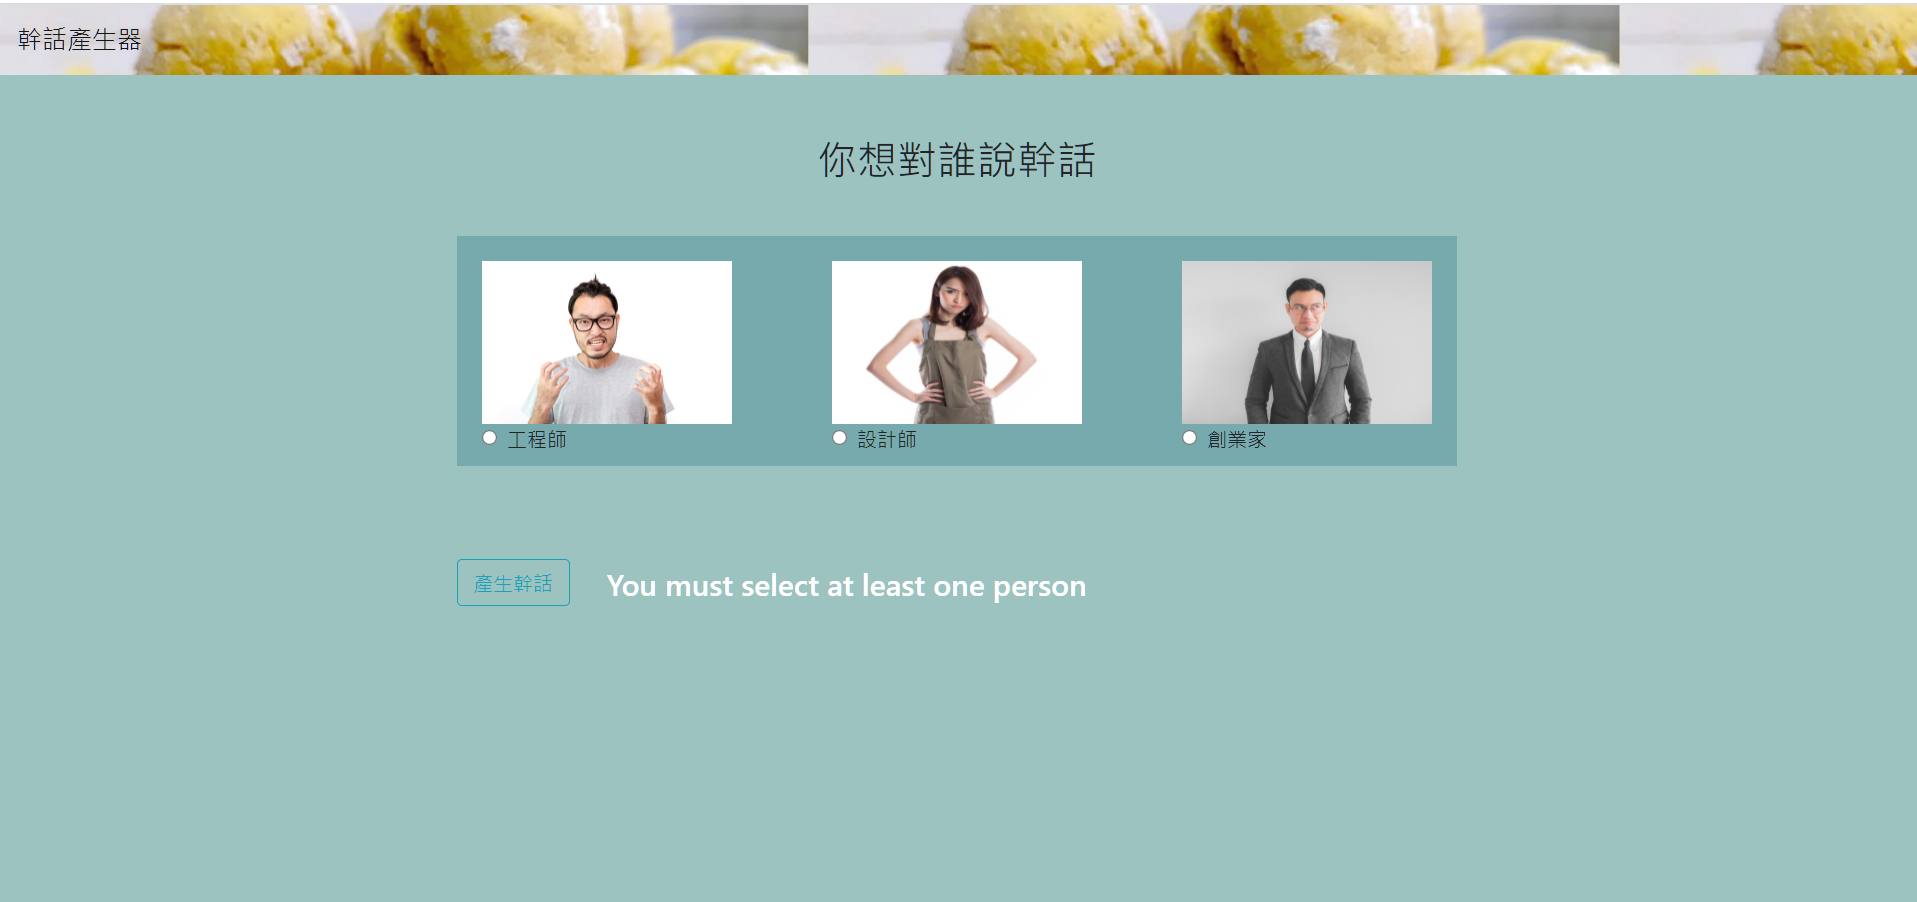 幹話產生器
你想對誰說幹話
工程師
設計師
創業家
產生幹話
You must select at least one person